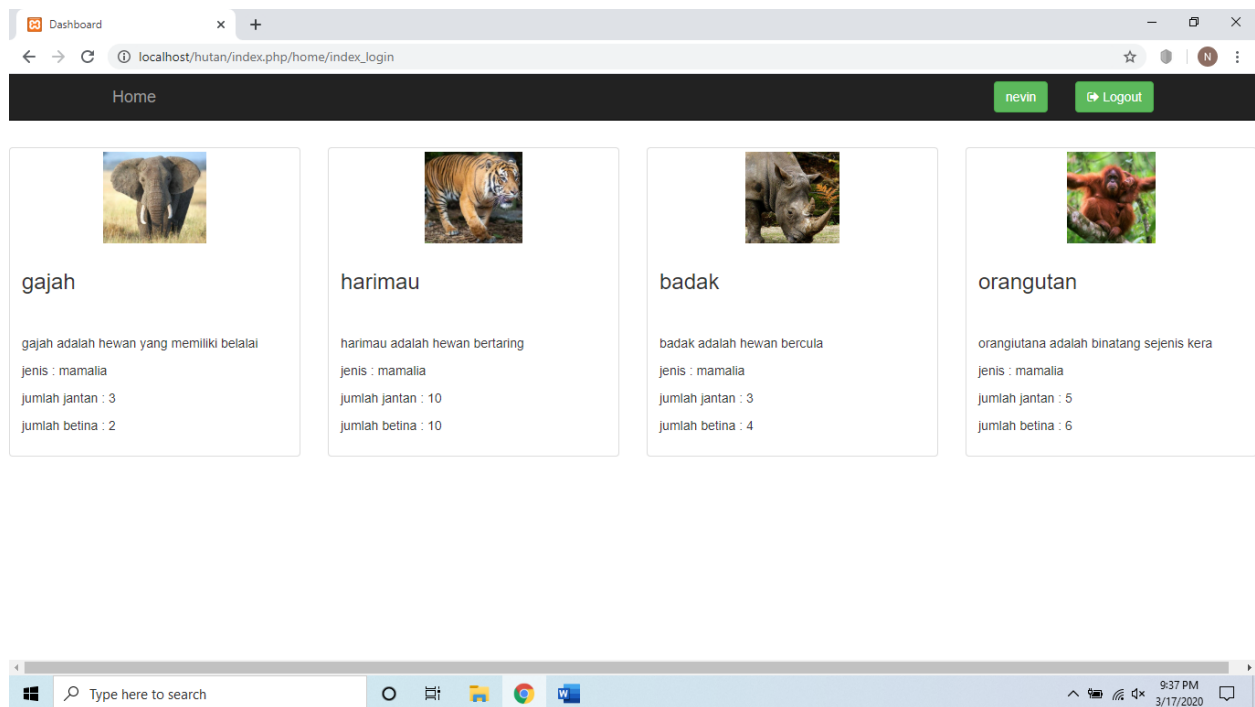 Dashboard
localhost/hutan/index.php/home/index_login
N
Home
nevin
Logout
gajah
gajah adalah hewan yang memiliki belalai
jenis : mamalia
jumlah jantan : 3
jumlah betina : 2
harimau
harimau adalah hewan bertaring
jenis : mamalia
jumlah jantan : 10
jumlah betina : 10
badak
badak adalah hewan bercula
jenis : mamalia
jumlah jantan : 3
jumlah betina : 4
orangutan
orangiutana adalah binatang sejenis kera
jenis : mamalia
jumlah jantan : 5
jumlah betina : 6
Type here to search
W
9:37 PM
3/17/2020